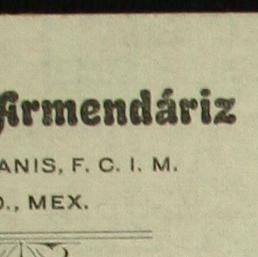 Armendáriz
ANIS, F. C. I. M.
O., MEX.